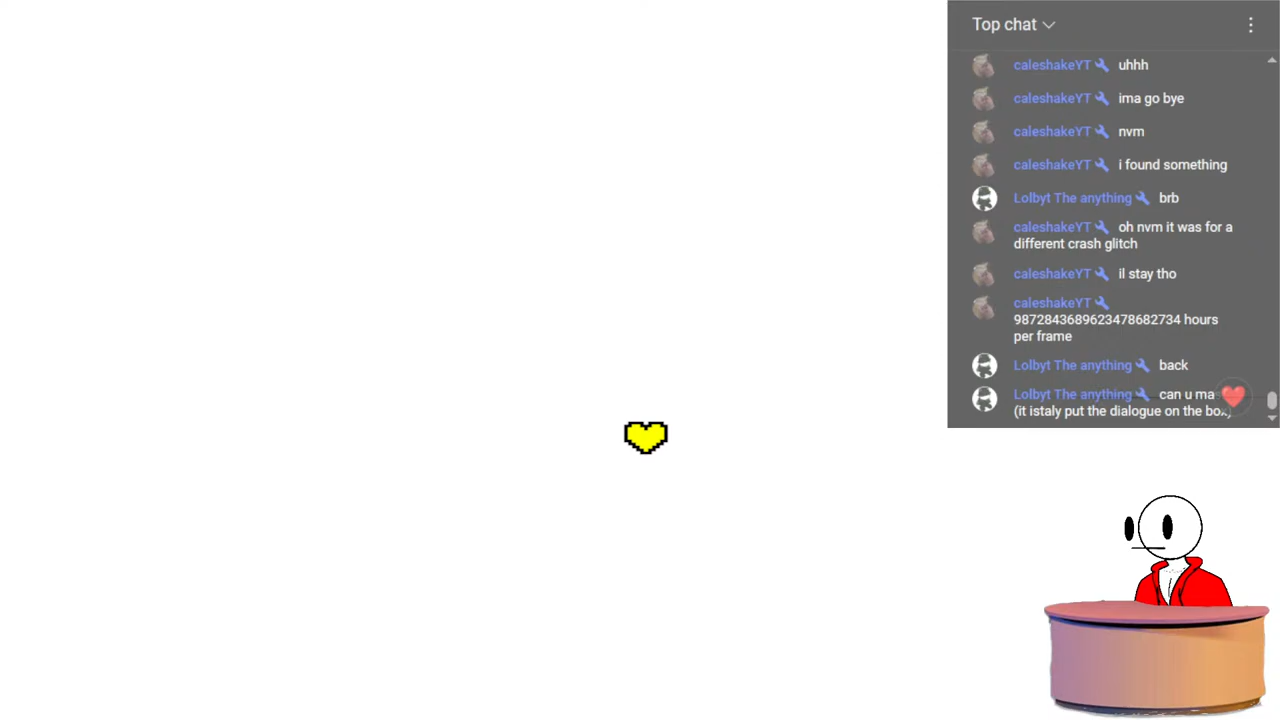 Top chat
caleshakeYT uhhh
caleshakeYT ima go bye
caleshakeYT nvm
caleshakeYT i found something
Lolbyt The anything brb
caleshakeYT oh nvm it was for a
different crash glitch
caleshakeYT il stay tho
caleshakeYT
9872843689623478682734 hours
per frame
Lolbyt The anything back
Lolbyt The anything can u ma
(it istaly put the dialogue on the box)